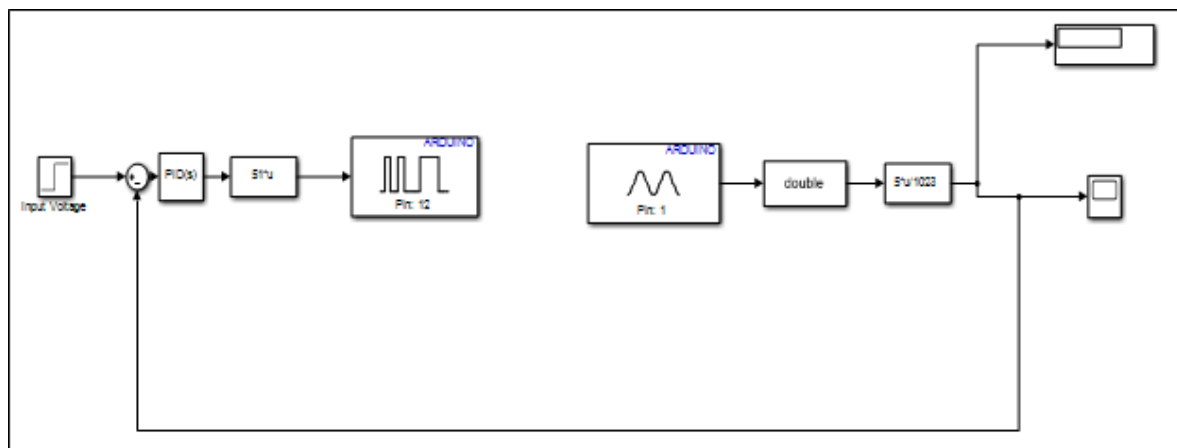 ARDUINO
ARDUINO
PID(s)
51*u
double
5*u/1023
Pin: 12
Pin: 1
Input Voltage